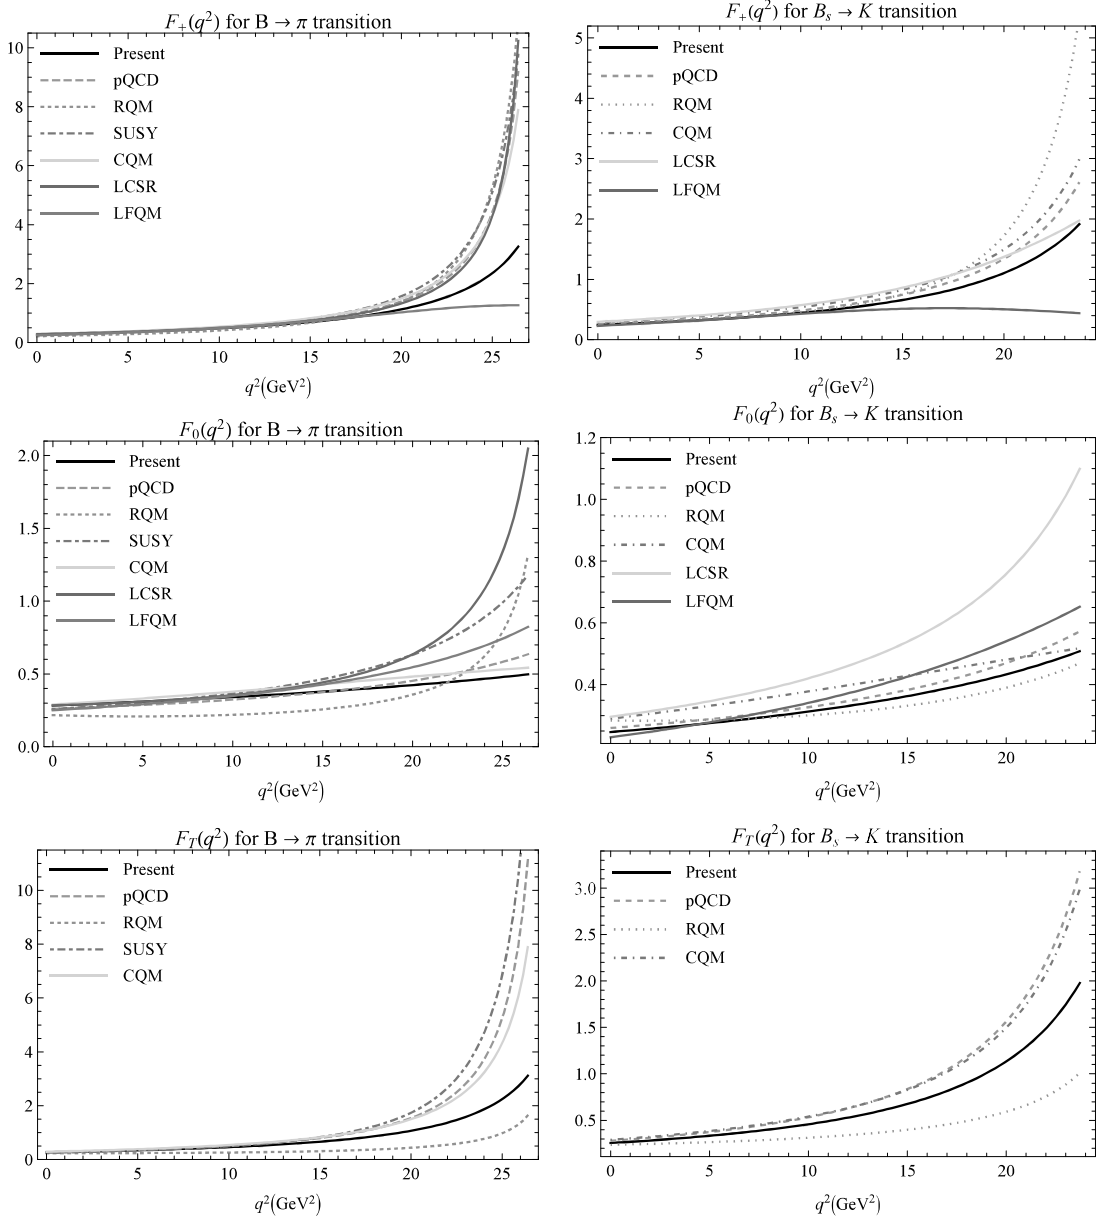 F₊(q²) for B → π transition
10
8
6
4
2
0
Present
pQCD
RQM
SUSY
CQM
LCSR
LFQM
0 5 10 15 20 25
q²(GeV²)
F₊(q²) for Bₛ → K transition
5
4
3
2
1
0
Present
pQCD
RQM
CQM
LCSR
LFQM
0 5 10 15 20
q²(GeV²)
F₀(q²) for B → π transition
2.0
1.5
1.0
0.5
0.0
Present
pQCD
RQM
SUSY
CQM
LCSR
LFQM
0 5 10 15 20 25
q²(GeV²)
F₀(q²) for Bₛ → K transition
1.2
1.0
0.8
0.6
0.4
Present
pQCD
RQM
CQM
LCSR
LFQM
0 5 10 15 20
q²(GeV²)
F_T(q²) for B → π transition
10
8
6
4
2
0
Present
pQCD
RQM
SUSY
CQM
0 5 10 15 20 25
q²(GeV²)
F_T(q²) for Bₛ → K transition
3.0
2.5
2.0
1.5
1.0
0.5
Present
pQCD
RQM
CQM
0 5 10 15 20
q²(GeV²)